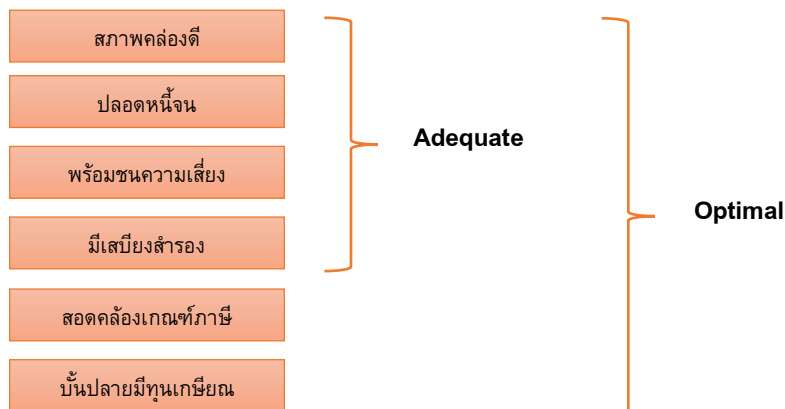 สภาพคล่องดี
ปลอดหนี้จน
พร้อมชนความเสี่ยง
มีเสบียงสำรอง
สอดคล้องเกณฑ์ภาษี
บั้นปลายมีทุนเกษียณ
Adequate
Optimal